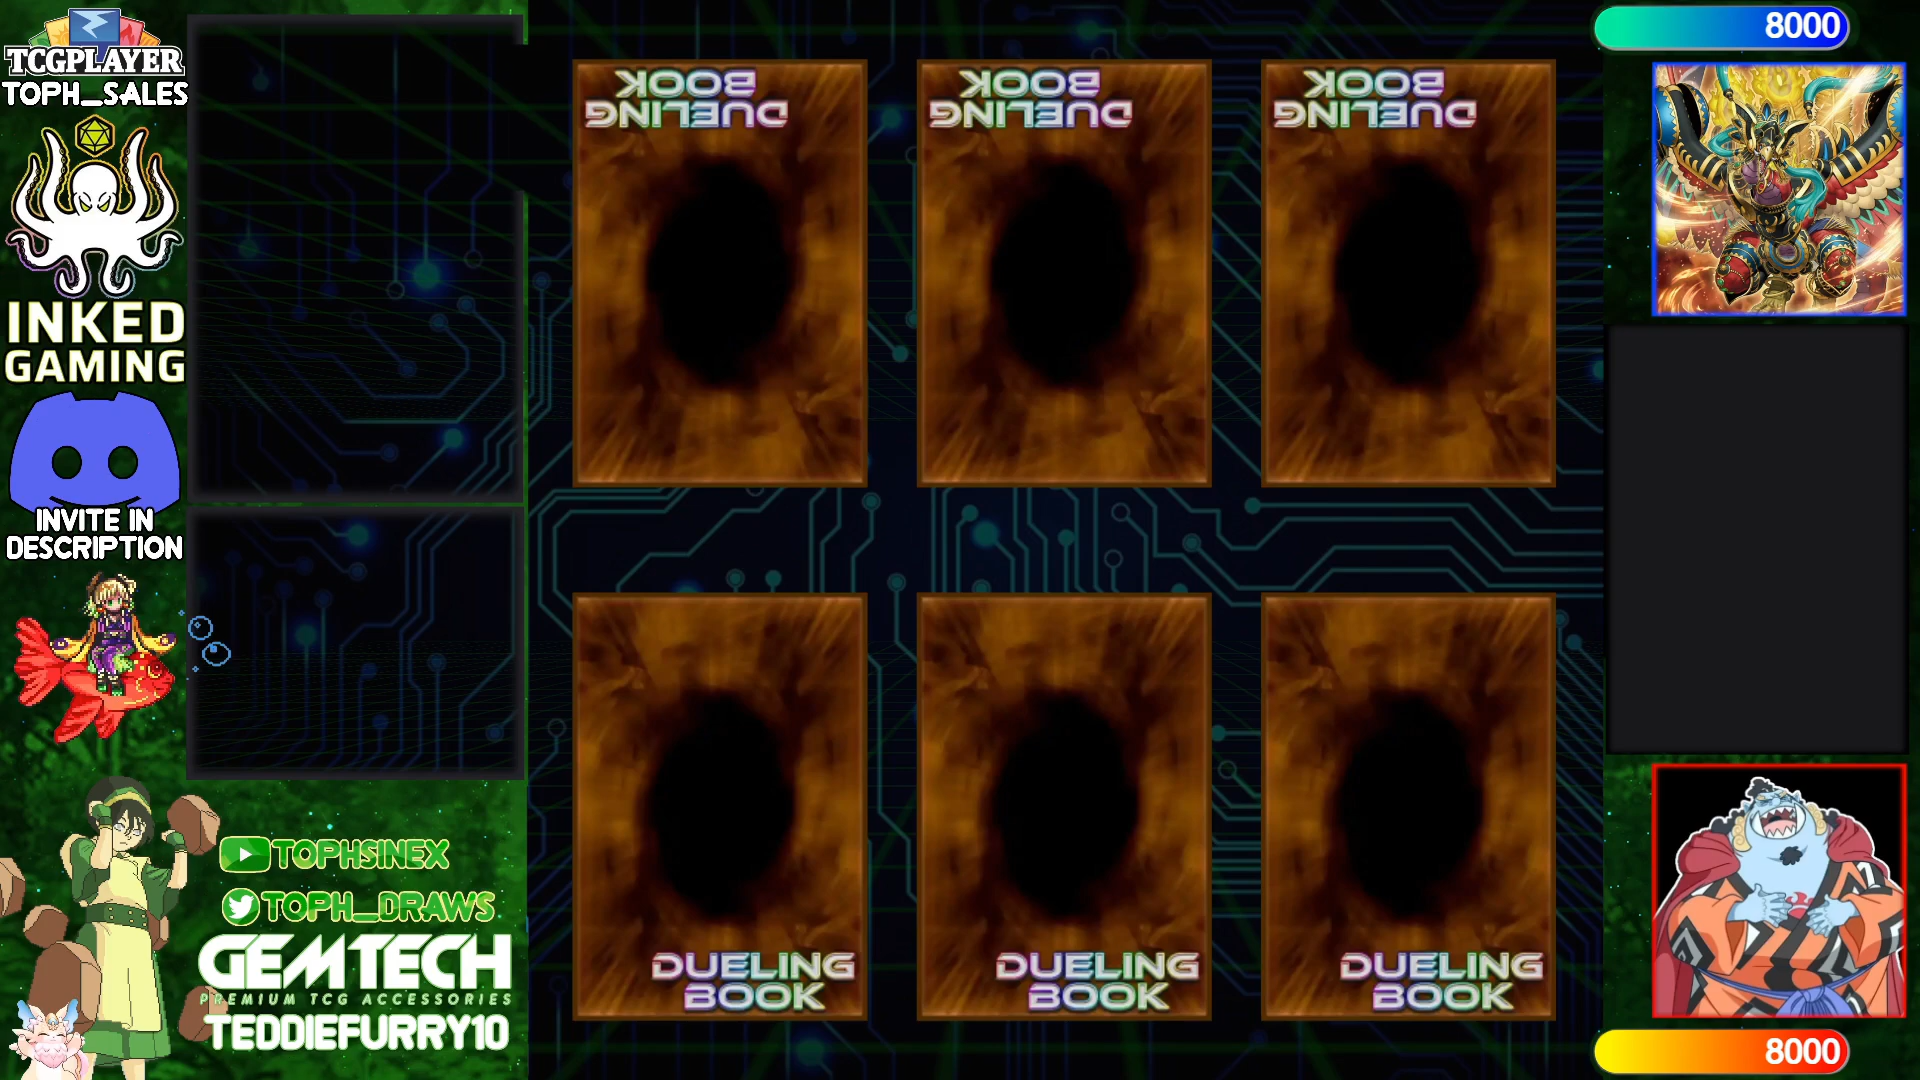 TCGPLAYER
TOPH_SALES
INKED
GAMING
INVITE IN
DESCRIPTION
TOPHSINEX
TOPH_DRAWS
GEMTECH
PREMIUM TCG ACCESSORIES
TEDDIEFURRY10
DUELING
BOOK
DUELING
BOOK
DUELING
BOOK
DUELING
BOOK
DUELING
BOOK
DUELING
BOOK
8000
8000